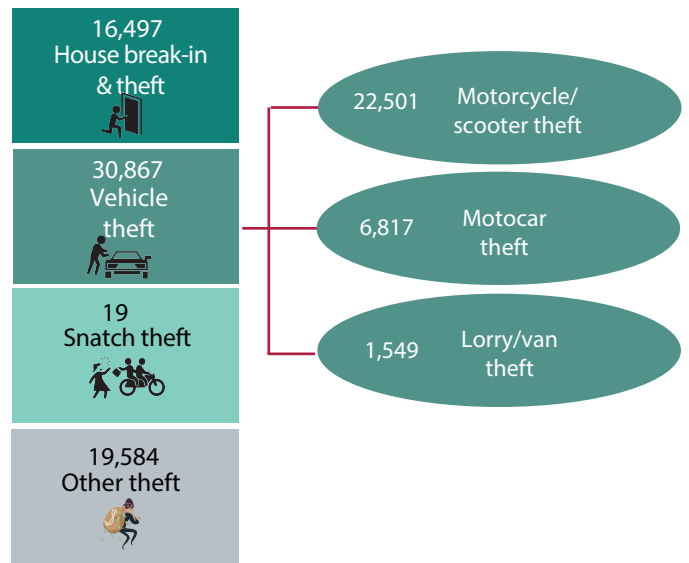 16,497
House break-in
& theft
30,867
Vehicle
theft
19
Snatch theft
19,584
Other theft
22,501 Motorcycle/
scooter theft
6,817 Motocar
theft
1,549 Lorry/van
theft